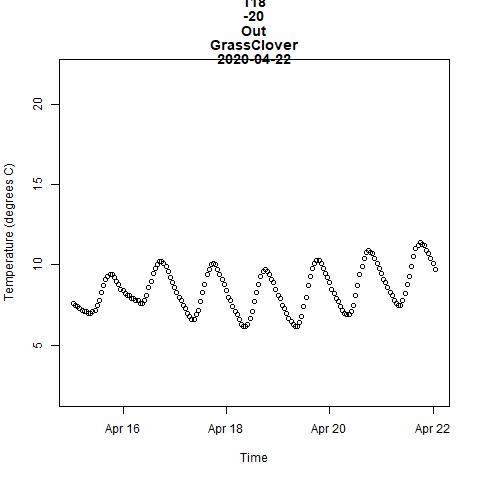 T18
-20
Out
GrassClover
2020-04-22
20
15
10
5
Temperature (degrees C)
Apr 16
Apr 18
Apr 20
Apr 22
Time